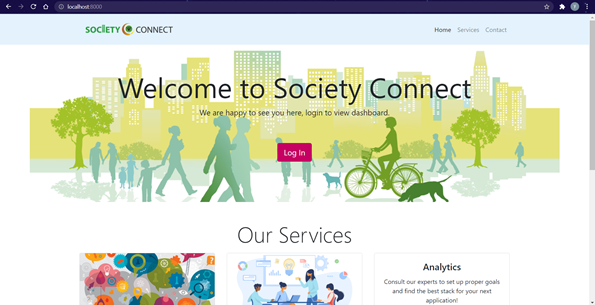 localhost:8000
SOCIETY CONNECT
Home Services Contact
Welcome to Society Connect
We are happy to see you here, login to view dashboard.
Log In
Our Services
Analytics
Consult our experts to set up proper goals
and find the best stack for your next
application!